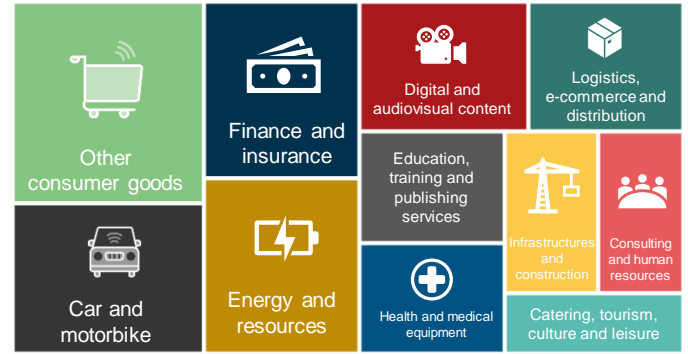 Other
consumer goods
Car and
motorbike
Finance and
insurance
Energy and
resources
Digital and
audiovisual content
Logistics,
e-commerce and
distribution
Education,
training and
publishing
services
Infrastructures
and
construction
Consulting
and human
resources
Health and medical
equipment
Catering, tourism,
culture and leisure